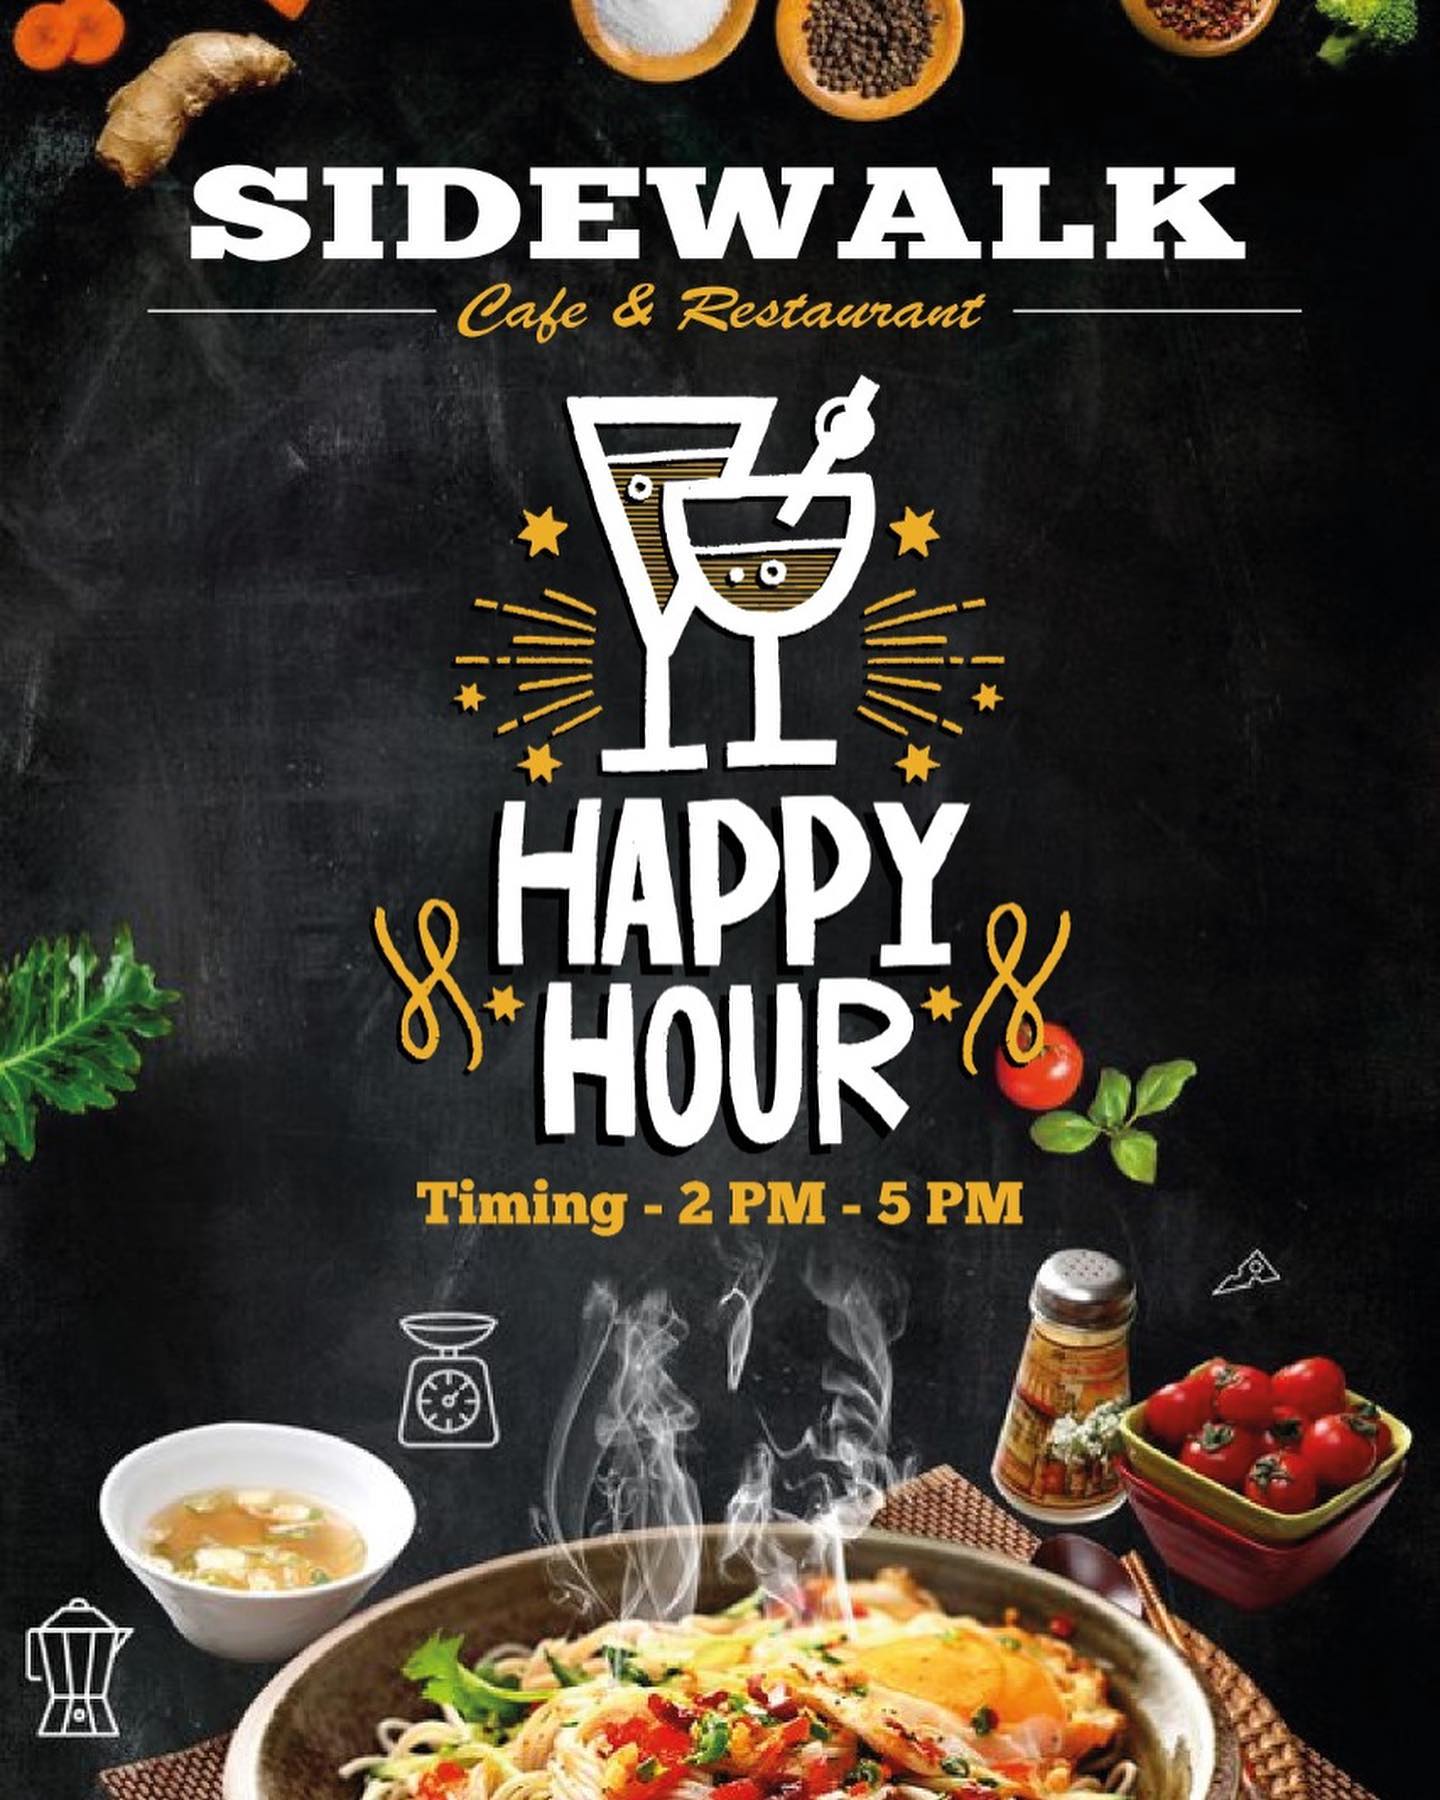 SIDEWALK
Cafe & Restaurant
HAPPY
HOUR
Timing - 2 PM - 5 PM